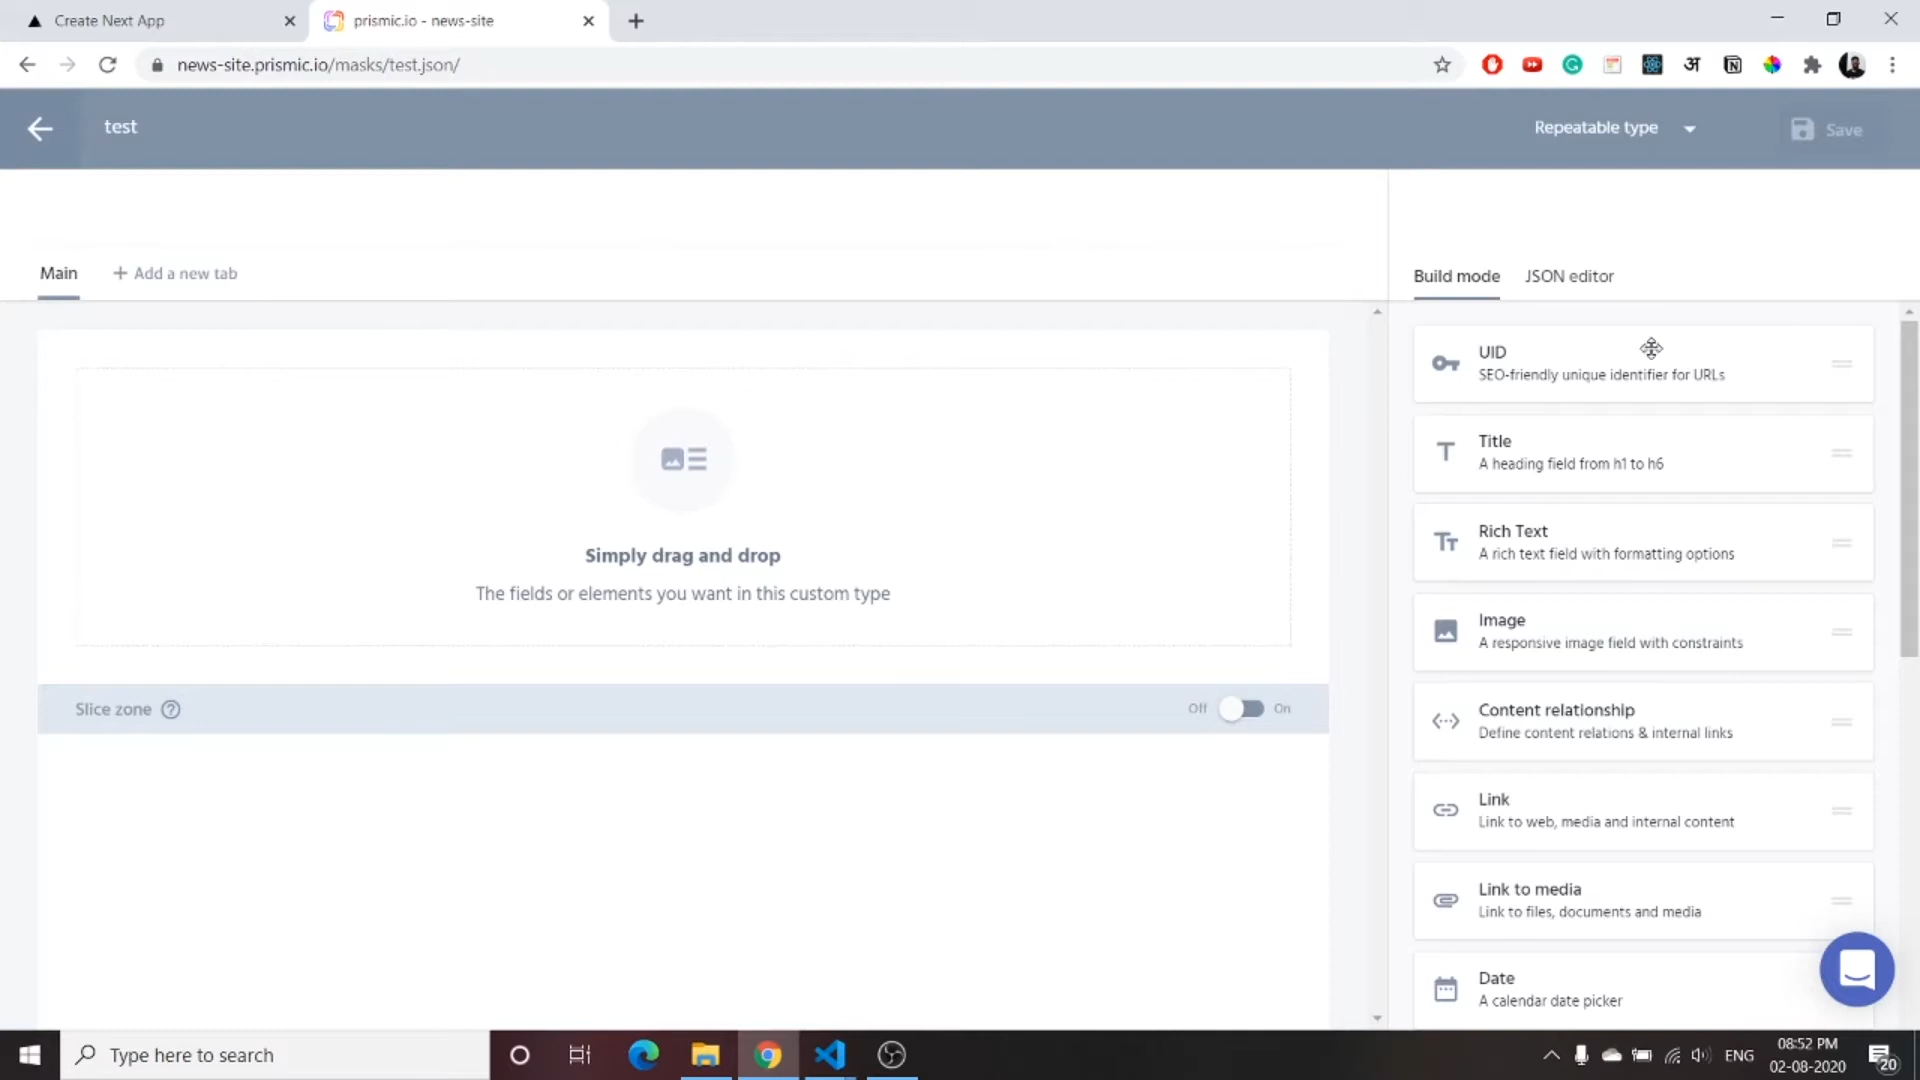 Create Next App
prismic.io - news-site
news-site.prismic.io/masks/test.json/
अ
test
Repeatable type
Save
Main
+ Add a new tab
Build mode
JSON editor
UID
SEO-friendly unique identifier for URLs
Title
A heading field from h1 to h6
Rich Text
A rich text field with formatting options
Image
A responsive image field with constraints
Content relationship
Define content relations & internal links
Link
Link to web, media and internal content
Link to media
Link to files, documents and media
Date
A calendar date picker
Simply drag and drop
The fields or elements you want in this custom type
Slice zone ?
Off
On
Type here to search
ENG
08:52 PM
02-08-2020
20